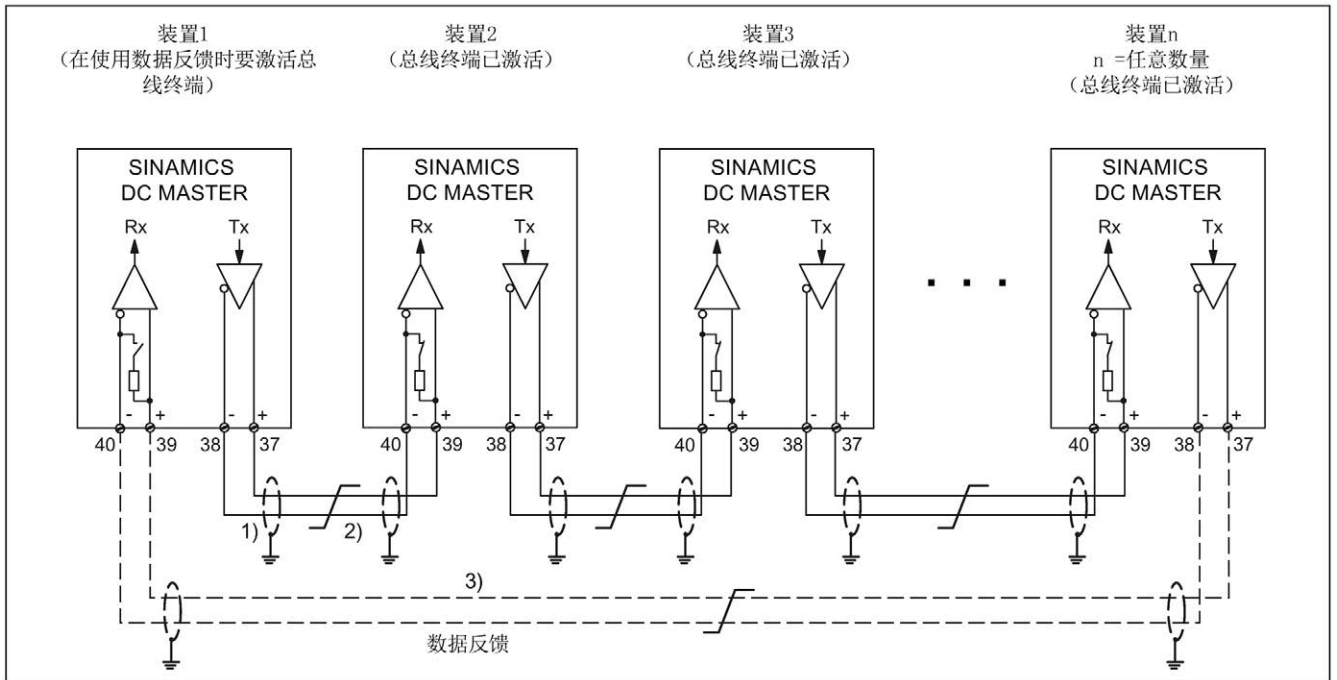 装置1
（在使用数据反馈时要激活总
线终端）
装置2
（总线终端已激活）
装置3
（总线终端已激活）
装置n
n =任意数量
（总线终端已激活）
SINAMICS
DC MASTER
Rx
Tx
-
+
-
+
40
39
38
37
SINAMICS
DC MASTER
Rx
Tx
-
+
-
+
40
39
38
37
SINAMICS
DC MASTER
Rx
Tx
-
+
-
+
40
39
38
37
SINAMICS
DC MASTER
Rx
Tx
-
+
-
+
40
39
38
37
1)
2)
3)
数据反馈